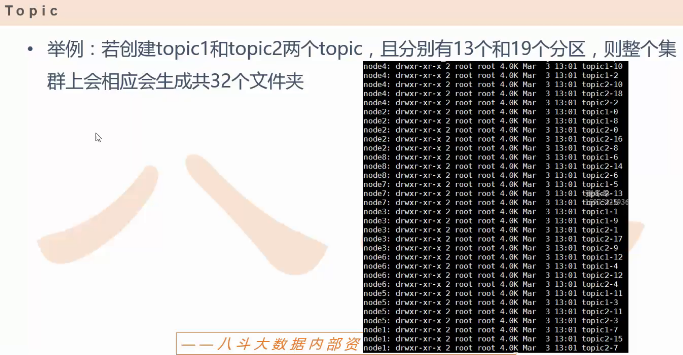 Topic
• 举例：若创建topic1和topic2两个topic，且分别有13个和19个分区，则整个集
群上会相应会生成共32个文件夹
node4: drwxr-xr-x 2 root root 4.0K Mar  3 13:01 topic1-10
node4: drwxr-xr-x 2 root root 4.0K Mar  3 13:01 topic1-2
node4: drwxr-xr-x 2 root root 4.0K Mar  3 13:01 topic2-10
node4: drwxr-xr-x 2 root root 4.0K Mar  3 13:01 topic2-18
node4: drwxr-xr-x 2 root root 4.0K Mar  3 13:01 topic2-2
node2: drwxr-xr-x 2 root root 4.0K Mar  3 13:01 topic1-0
node2: drwxr-xr-x 2 root root 4.0K Mar  3 13:01 topic1-8
node2: drwxr-xr-x 2 root root 4.0K Mar  3 13:01 topic2-0
node2: drwxr-xr-x 2 root root 4.0K Mar  3 13:01 topic2-16
node2: drwxr-xr-x 2 root root 4.0K Mar  3 13:01 topic2-8
node8: drwxr-xr-x 2 root root 4.0K Mar  3 13:01 topic1-6
node8: drwxr-xr-x 2 root root 4.0K Mar  3 13:01 topic2-14
node8: drwxr-xr-x 2 root root 4.0K Mar  3 13:01 topic2-6
node7: drwxr-xr-x 2 root root 4.0K Mar  3 13:01 topic1-5
node7: drwxr-xr-x 2 root root 4.0K Mar  3 13:01 2-13
node7: drwxr-xr-x 2 root root 4.0K Mar  3 13:01
node3: drwxr-xr-x 2 root root 4.0K Mar  3 13:01 topic1-1
node3: drwxr-xr-x 2 root root 4.0K Mar  3 13:01 topic1-9
node3: drwxr-xr-x 2 root root 4.0K Mar  3 13:01 topic2-1
node3: drwxr-xr-x 2 root root 4.0K Mar  3 13:01 topic2-17
node3: drwxr-xr-x 2 root root 4.0K Mar  3 13:01 topic2-9
node6: drwxr-xr-x 2 root root 4.0K Mar  3 13:01 topic1-12
node6: drwxr-xr-x 2 root root 4.0K Mar  3 13:01 topic1-4
node6: drwxr-xr-x 2 root root 4.0K Mar  3 13:01 topic2-12
node6: drwxr-xr-x 2 root root 4.0K Mar  3 13:01 topic2-4
node5: drwxr-xr-x 2 root root 4.0K Mar  3 13:01 topic1-11
node5: drwxr-xr-x 2 root root 4.0K Mar  3 13:01 topic1-3
node5: drwxr-xr-x 2 root root 4.0K Mar  3 13:01 topic2-11
node5: drwxr-xr-x 2 root root 4.0K Mar  3 13:01 topic2-3
node1: drwxr-xr-x 2 root root 4.0K Mar  3 13:01 topic1-7
node1: drwxr-xr-x 2 root root 4.0K Mar  3 13:01 topic2-15
node1: drwxr-xr-x 2 root root 4.0K Mar  3 13:01 topic2-7
——八斗大数据内部资